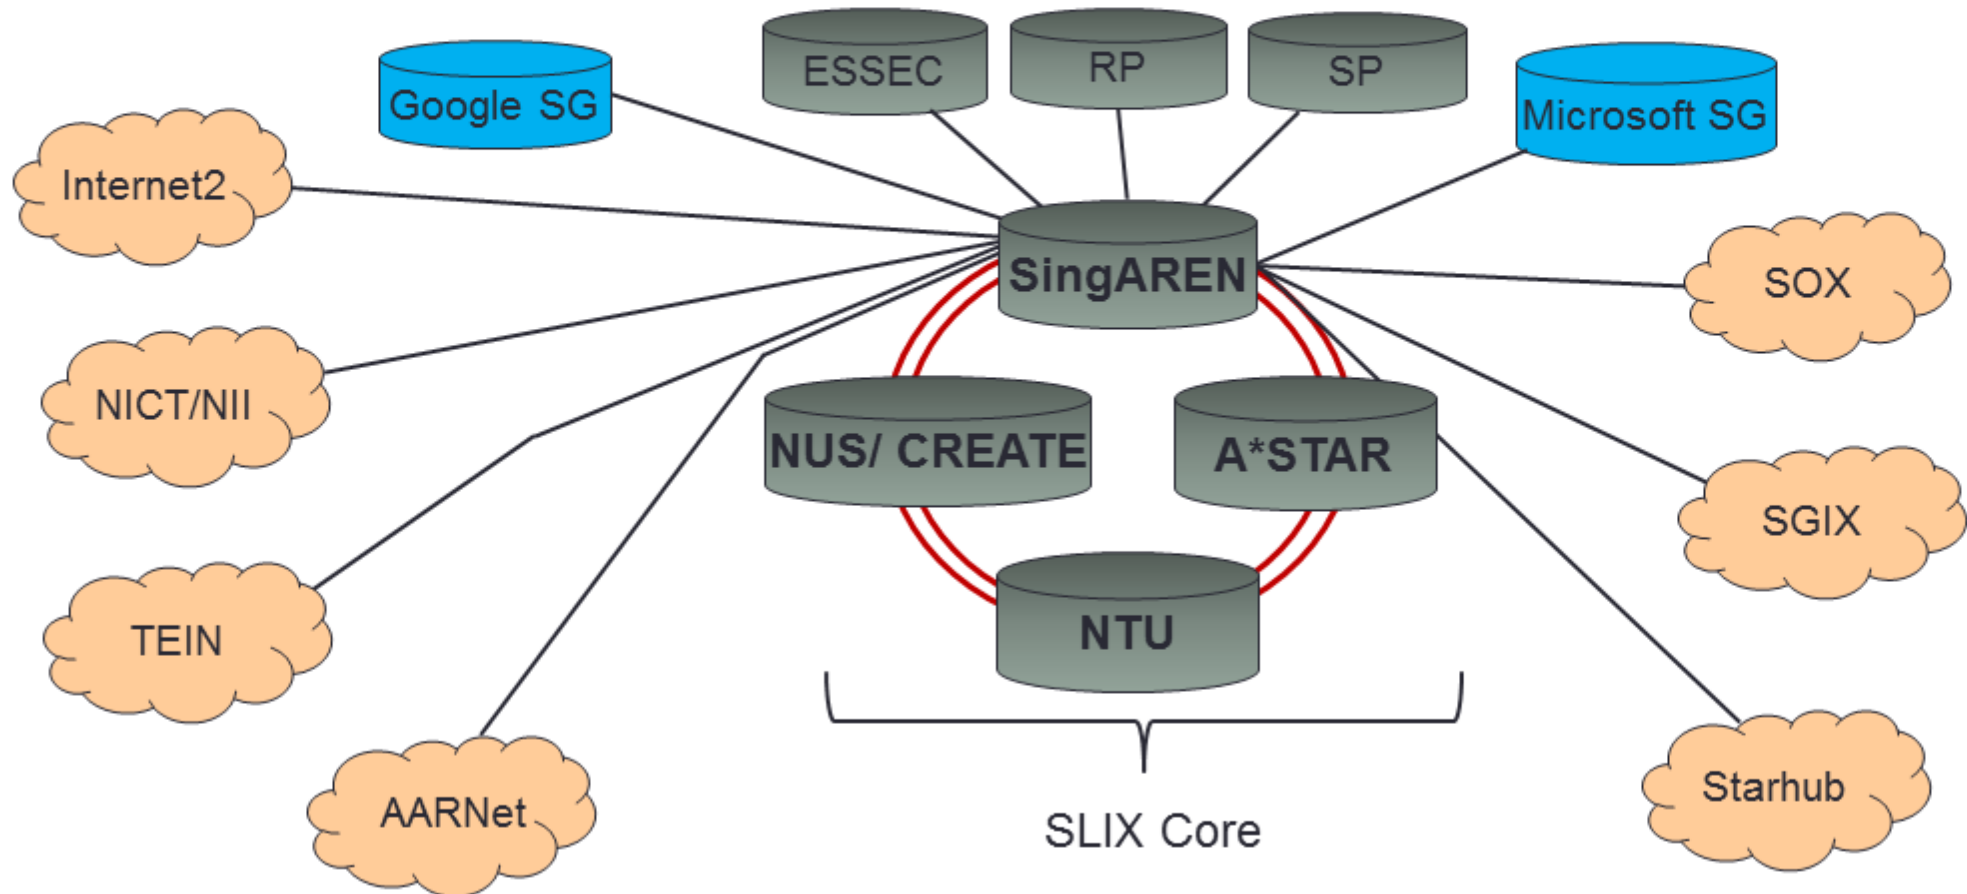 ESSEC
RP
SP
Google SG
Microsoft SG
Internet2
SingAREN
SOX
NICT/NII
NUS/ CREATE
A*STAR
SGIX
TEIN
NTU
AARNet
Starhub
SLIX Core